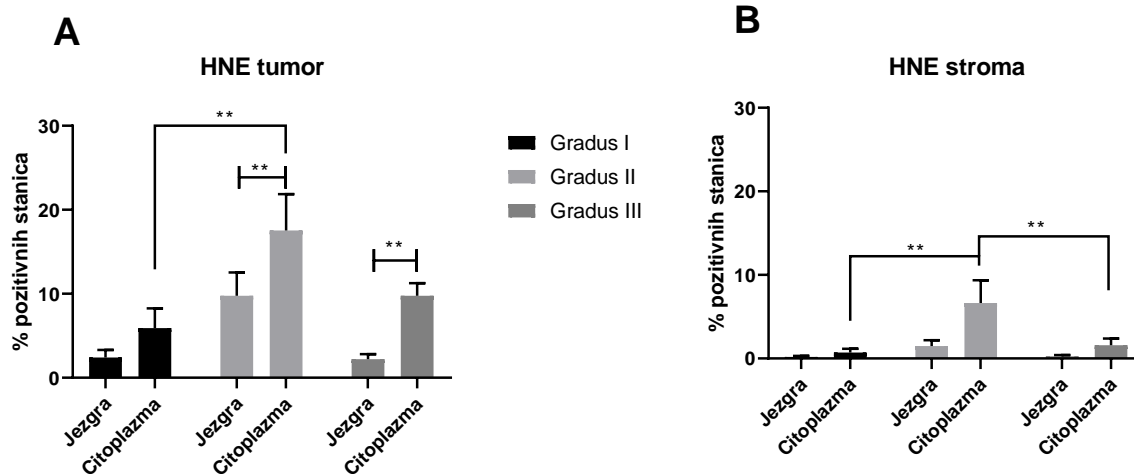 A
HNE tumor
% pozitivnih stanica
30
20
10
0
**
**
**
Jezgra
Citoplazma
Jezgra
Citoplazma
Jezgra
Citoplazma
Gradus I
Gradus II
Gradus III
B
HNE stroma
% pozitivnih stanica
30
20
10
0
**
**
Jezgra
Citoplazma
Jezgra
Citoplazma
Jezgra
Citoplazma